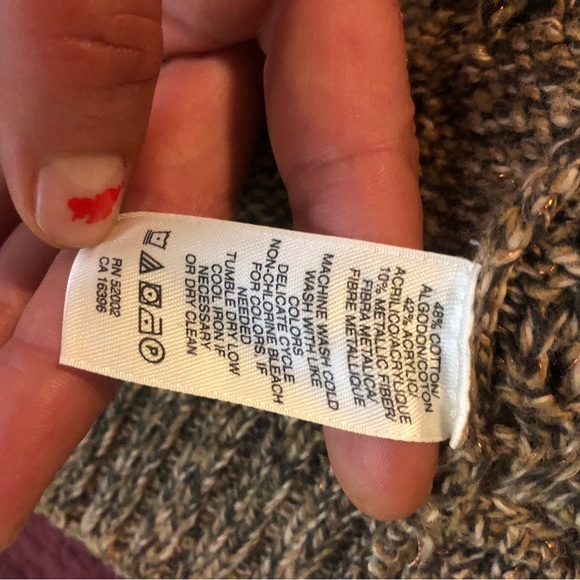 48% COTTON/
ALGODON/COTON
42% ACRYLIC/
ACRILICO/ACRYLIQUE
10% METALLIC FIBER/
FIBRA METALICA/
FIBRE METALLIQUE
MACHINE WASH COLD
WASH WITH LIKE
COLORS
DELICATE CYCLE
NON-CHLORINE BLEACH
FOR COLORS IF
NEEDED
TUMBLE DRY LOW
COOL IRON IF
NECESSARY
OR DRY CLEAN
P
RN 52002
CA 16396